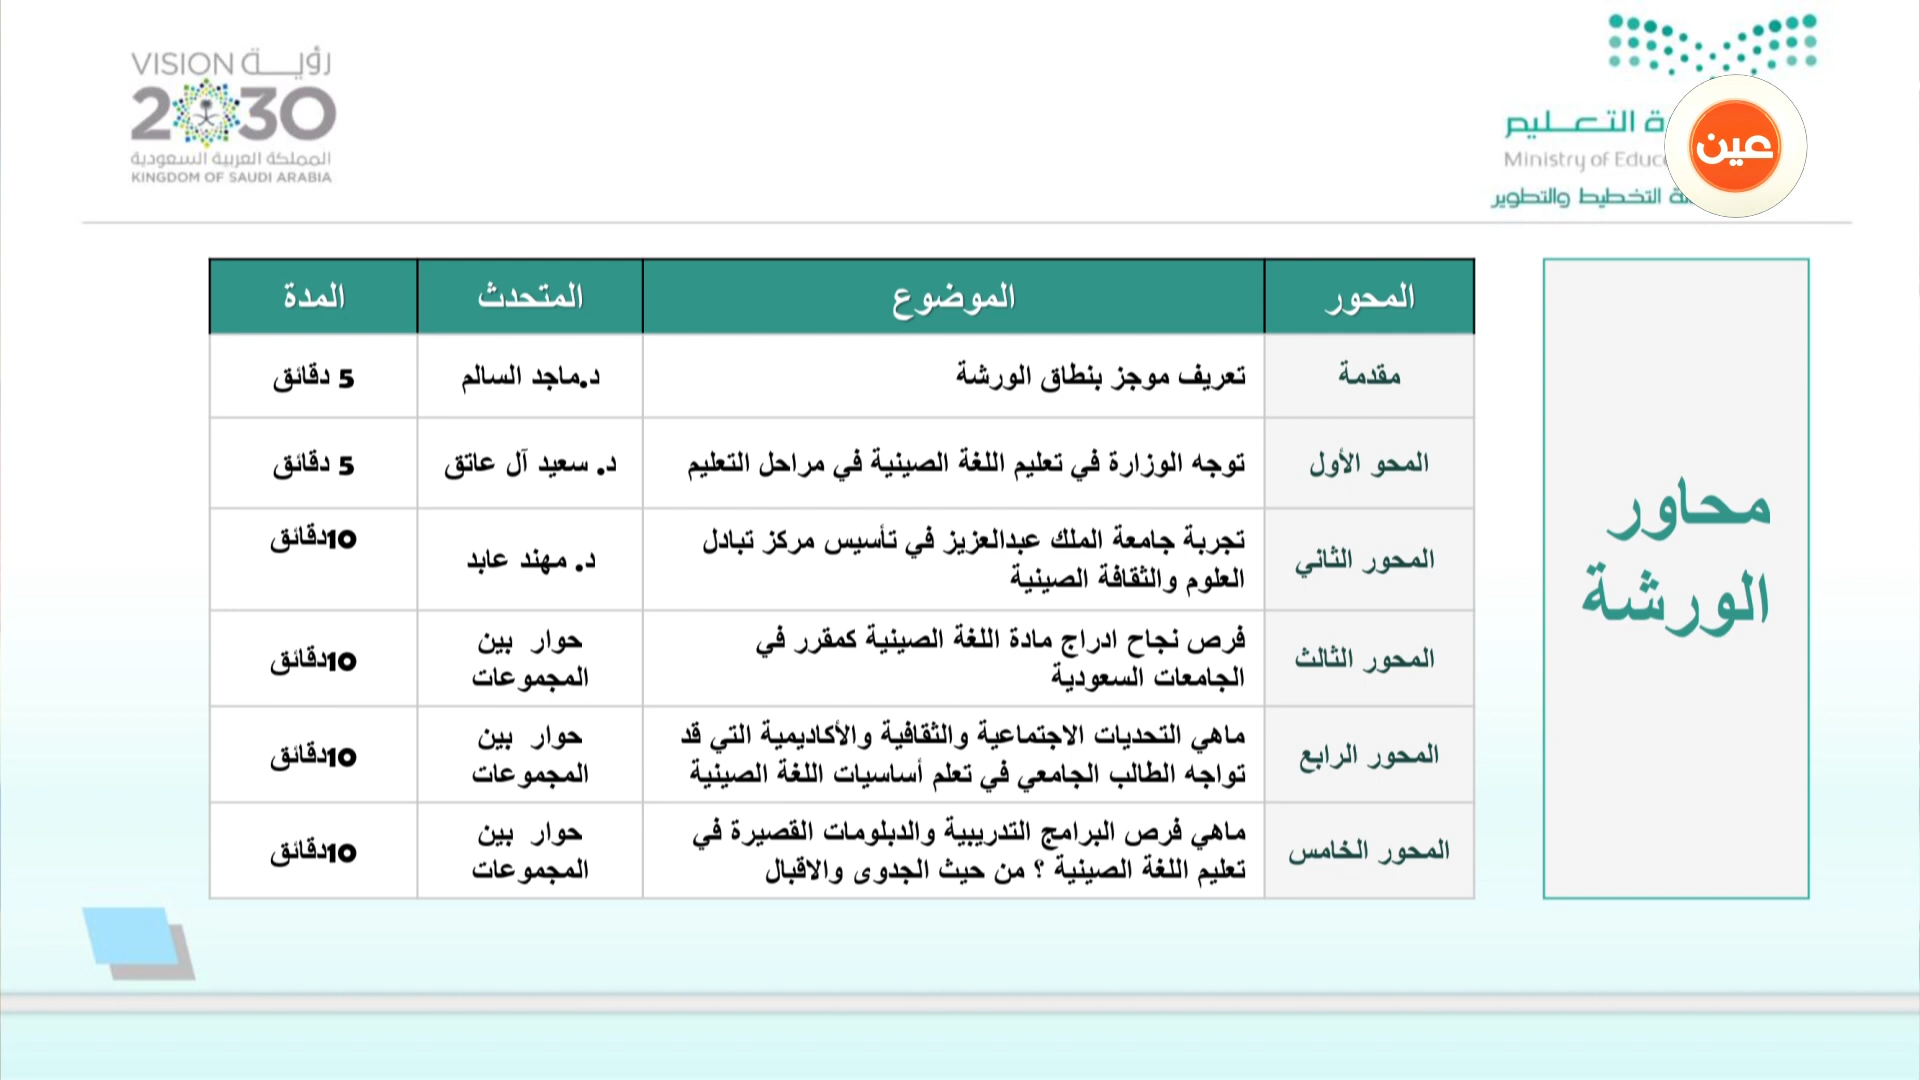 رؤية VISION
2030
المملكة العربية السعودية
KINGDOM OF SAUDI ARABIA
التعليم
Ministry of
التخطيط والتطوير
عين
محاور
الورشة
المحور الموضوع المتحدث المدة
مقدمة تعريف موجز بنطاق الورشة د.ماجد السالم 5 دقائق
المحو الأول توجه الوزارة في تعليم اللغة الصينية في مراحل التعليم د. سعيد آل عاتق 5 دقائق
المحور الثاني
تجربة جامعة الملك عبدالعزيز في تأسيس مركز تبادل
العلوم والثقافة الصينية
د. مهند عابد
10دقائق
المحور الثالث
فرص نجاح ادراج مادة اللغة الصينية كمقرر في
الجامعات السعودية
حوار بين
المجموعات
10دقائق
المحور الرابع
ماهي التحديات الاجتماعية والثقافية والأكاديمية التي قد
تواجه الطالب الجامعي في تعلم أساسيات اللغة الصينية
حوار بين
المجموعات
10دقائق
المحور الخامس
ماهي فرص البرامج التدريبية والدبلومات القصيرة في
تعليم اللغة الصينية ؟ من حيث الجدوى والاقبال
حوار بين
المجموعات
10دقائق